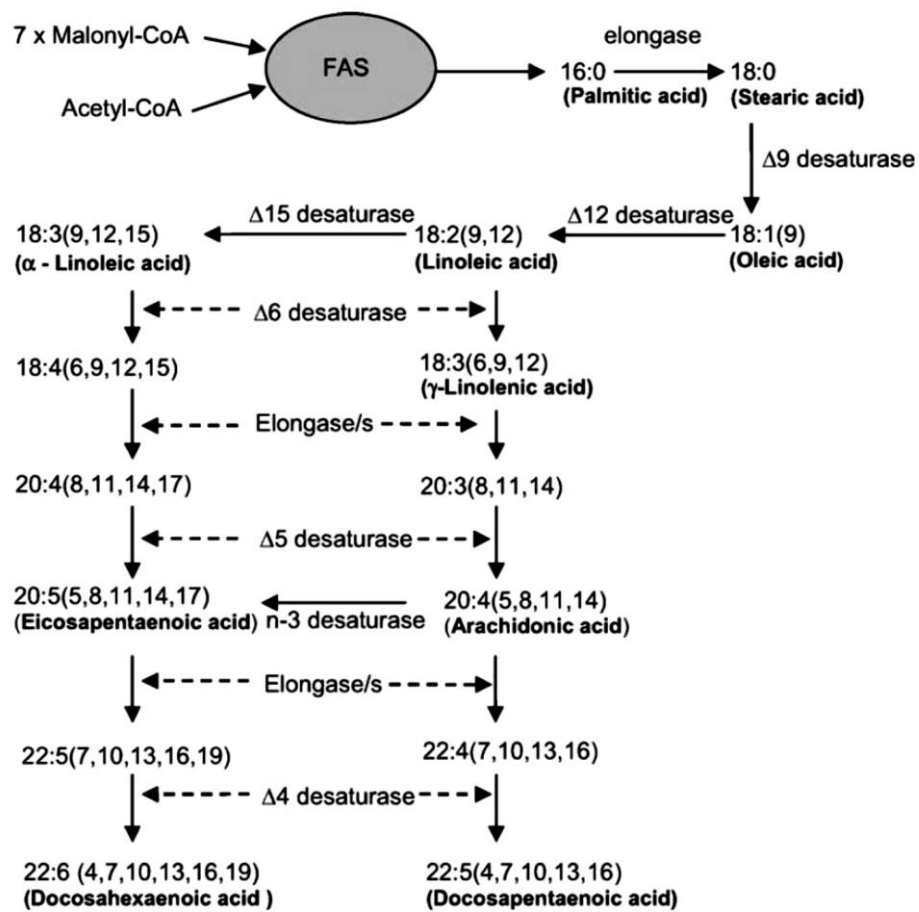 7 x Malonyl-CoA
elongase
FAS
16:0
18:0
(Palmitic acid)
(Stearic acid)
Acetyl-CoA
Δ9 desaturase
Δ15 desaturase
Δ12 desaturase
18:3(9,12,15)
18:2(9,12)
18:1(9)
(α - Linoleic acid)
(Linoleic acid)
(Oleic acid)
Δ6 desaturase
18:4(6,9,12,15)
18:3(6,9,12)
(γ-Linolenic acid)
Elongase/s
20:4(8,11,14,17)
20:3(8,11,14)
Δ5 desaturase
20:5(5,8,11,14,17)
20:4(5,8,11,14)
(Eicosapentaenoic acid)
n-3 desaturase
(Arachidonic acid)
Elongase/s
22:5(7,10,13,16,19)
22:4(7,10,13,16)
Δ4 desaturase
22:6 (4,7,10,13,16,19)
22:5(4,7,10,13,16)
(Docosahexaenoic acid )
(Docosapentaenoic acid)